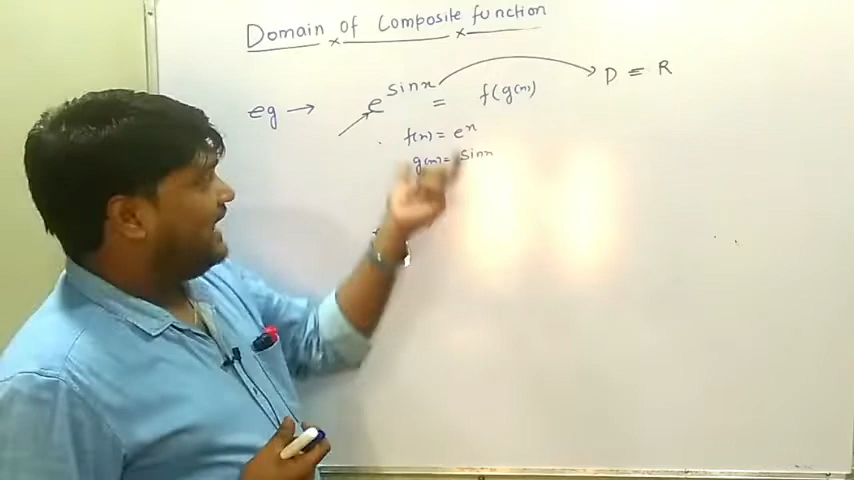 Domain of Composite function
eg → e^sinx = f(g(x)) → D = R
f(x) = e^x
g(x) = sinx